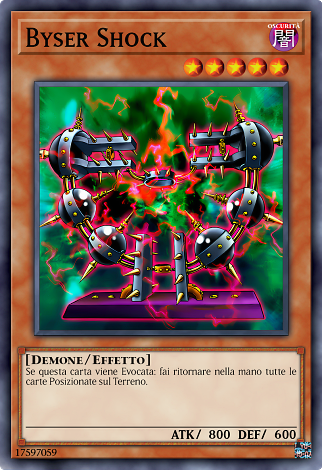 Byser Shock
OSCURITÀ
闇
[Demone/Effetto]
Se questa carta viene Evocata: fai ritornare nella mano tutte le
carte Posizionate sul Terreno.
ATK/ 800 DEF/ 600
17597059